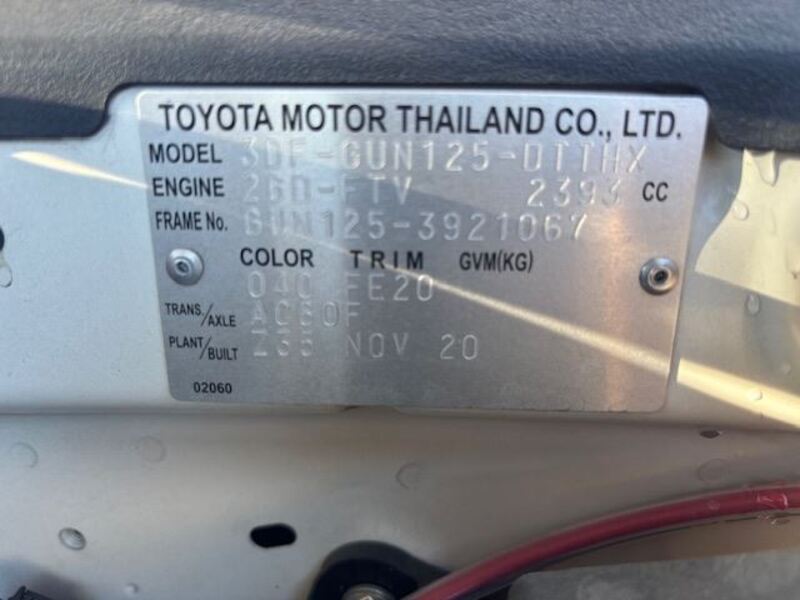 TOYOTA MOTOR THAILAND CO., LTD.
MODEL 3DF-GUN125-DTTHX
ENGINE 2GD-FTV 2393 CC
FRAME No. GUN125-3921067
COLOR TRIM GVM(KG)
040 FE20
TRANS./AXLE AC60F
PLANT/BUILT Z35 NOV 20
02060